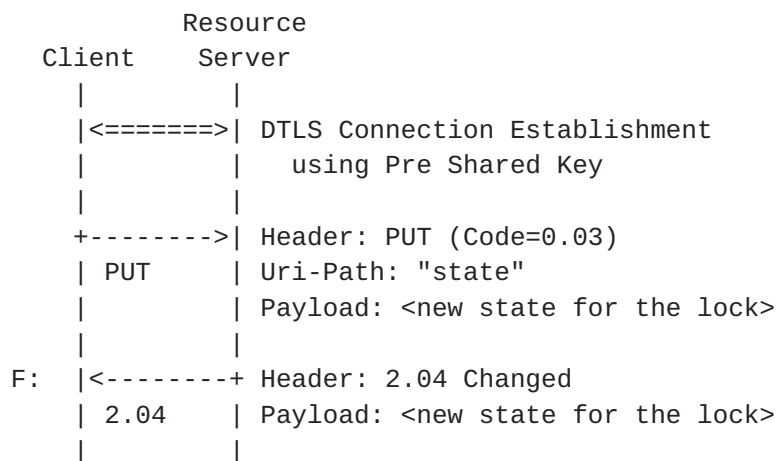 Resource
Client Server
| |
|<=======>| DTLS Connection Establishment
| | using Pre Shared Key
| |
+-------->| Header: PUT (Code=0.03)
| PUT | Uri-Path: "state"
| | Payload: <new state for the lock>
| |
F: |<--------+ Header: 2.04 Changed
| 2.04 | Payload: <new state for the lock>
| |